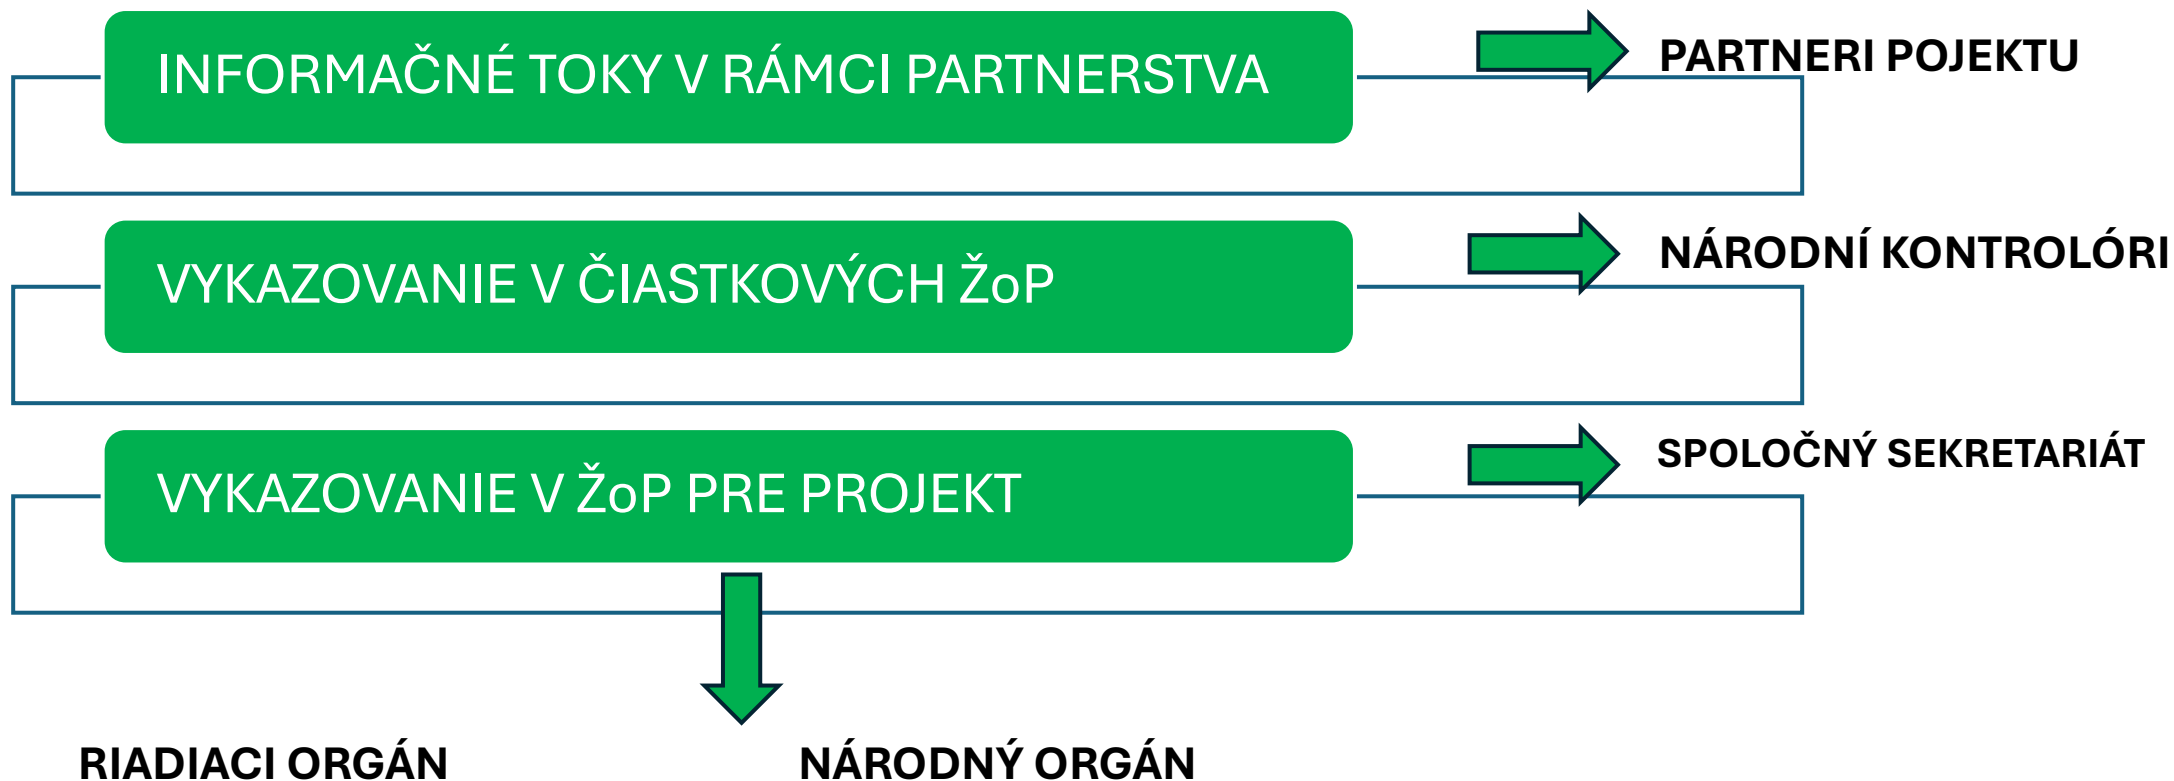 INFORMAČNÉ TOKY V RÁMCI PARTNERSTVA
PARTNERI POJEKTU
VYKAZOVANIE V ČIASTKOVÝCH ŽoP
NÁRODNÍ KONTROLÓRI
VYKAZOVANIE V ŽoP PRE PROJEKT
SPOLOČNÝ SEKRETARIÁT
RIADIACI ORGÁN
NÁRODNÝ ORGÁN